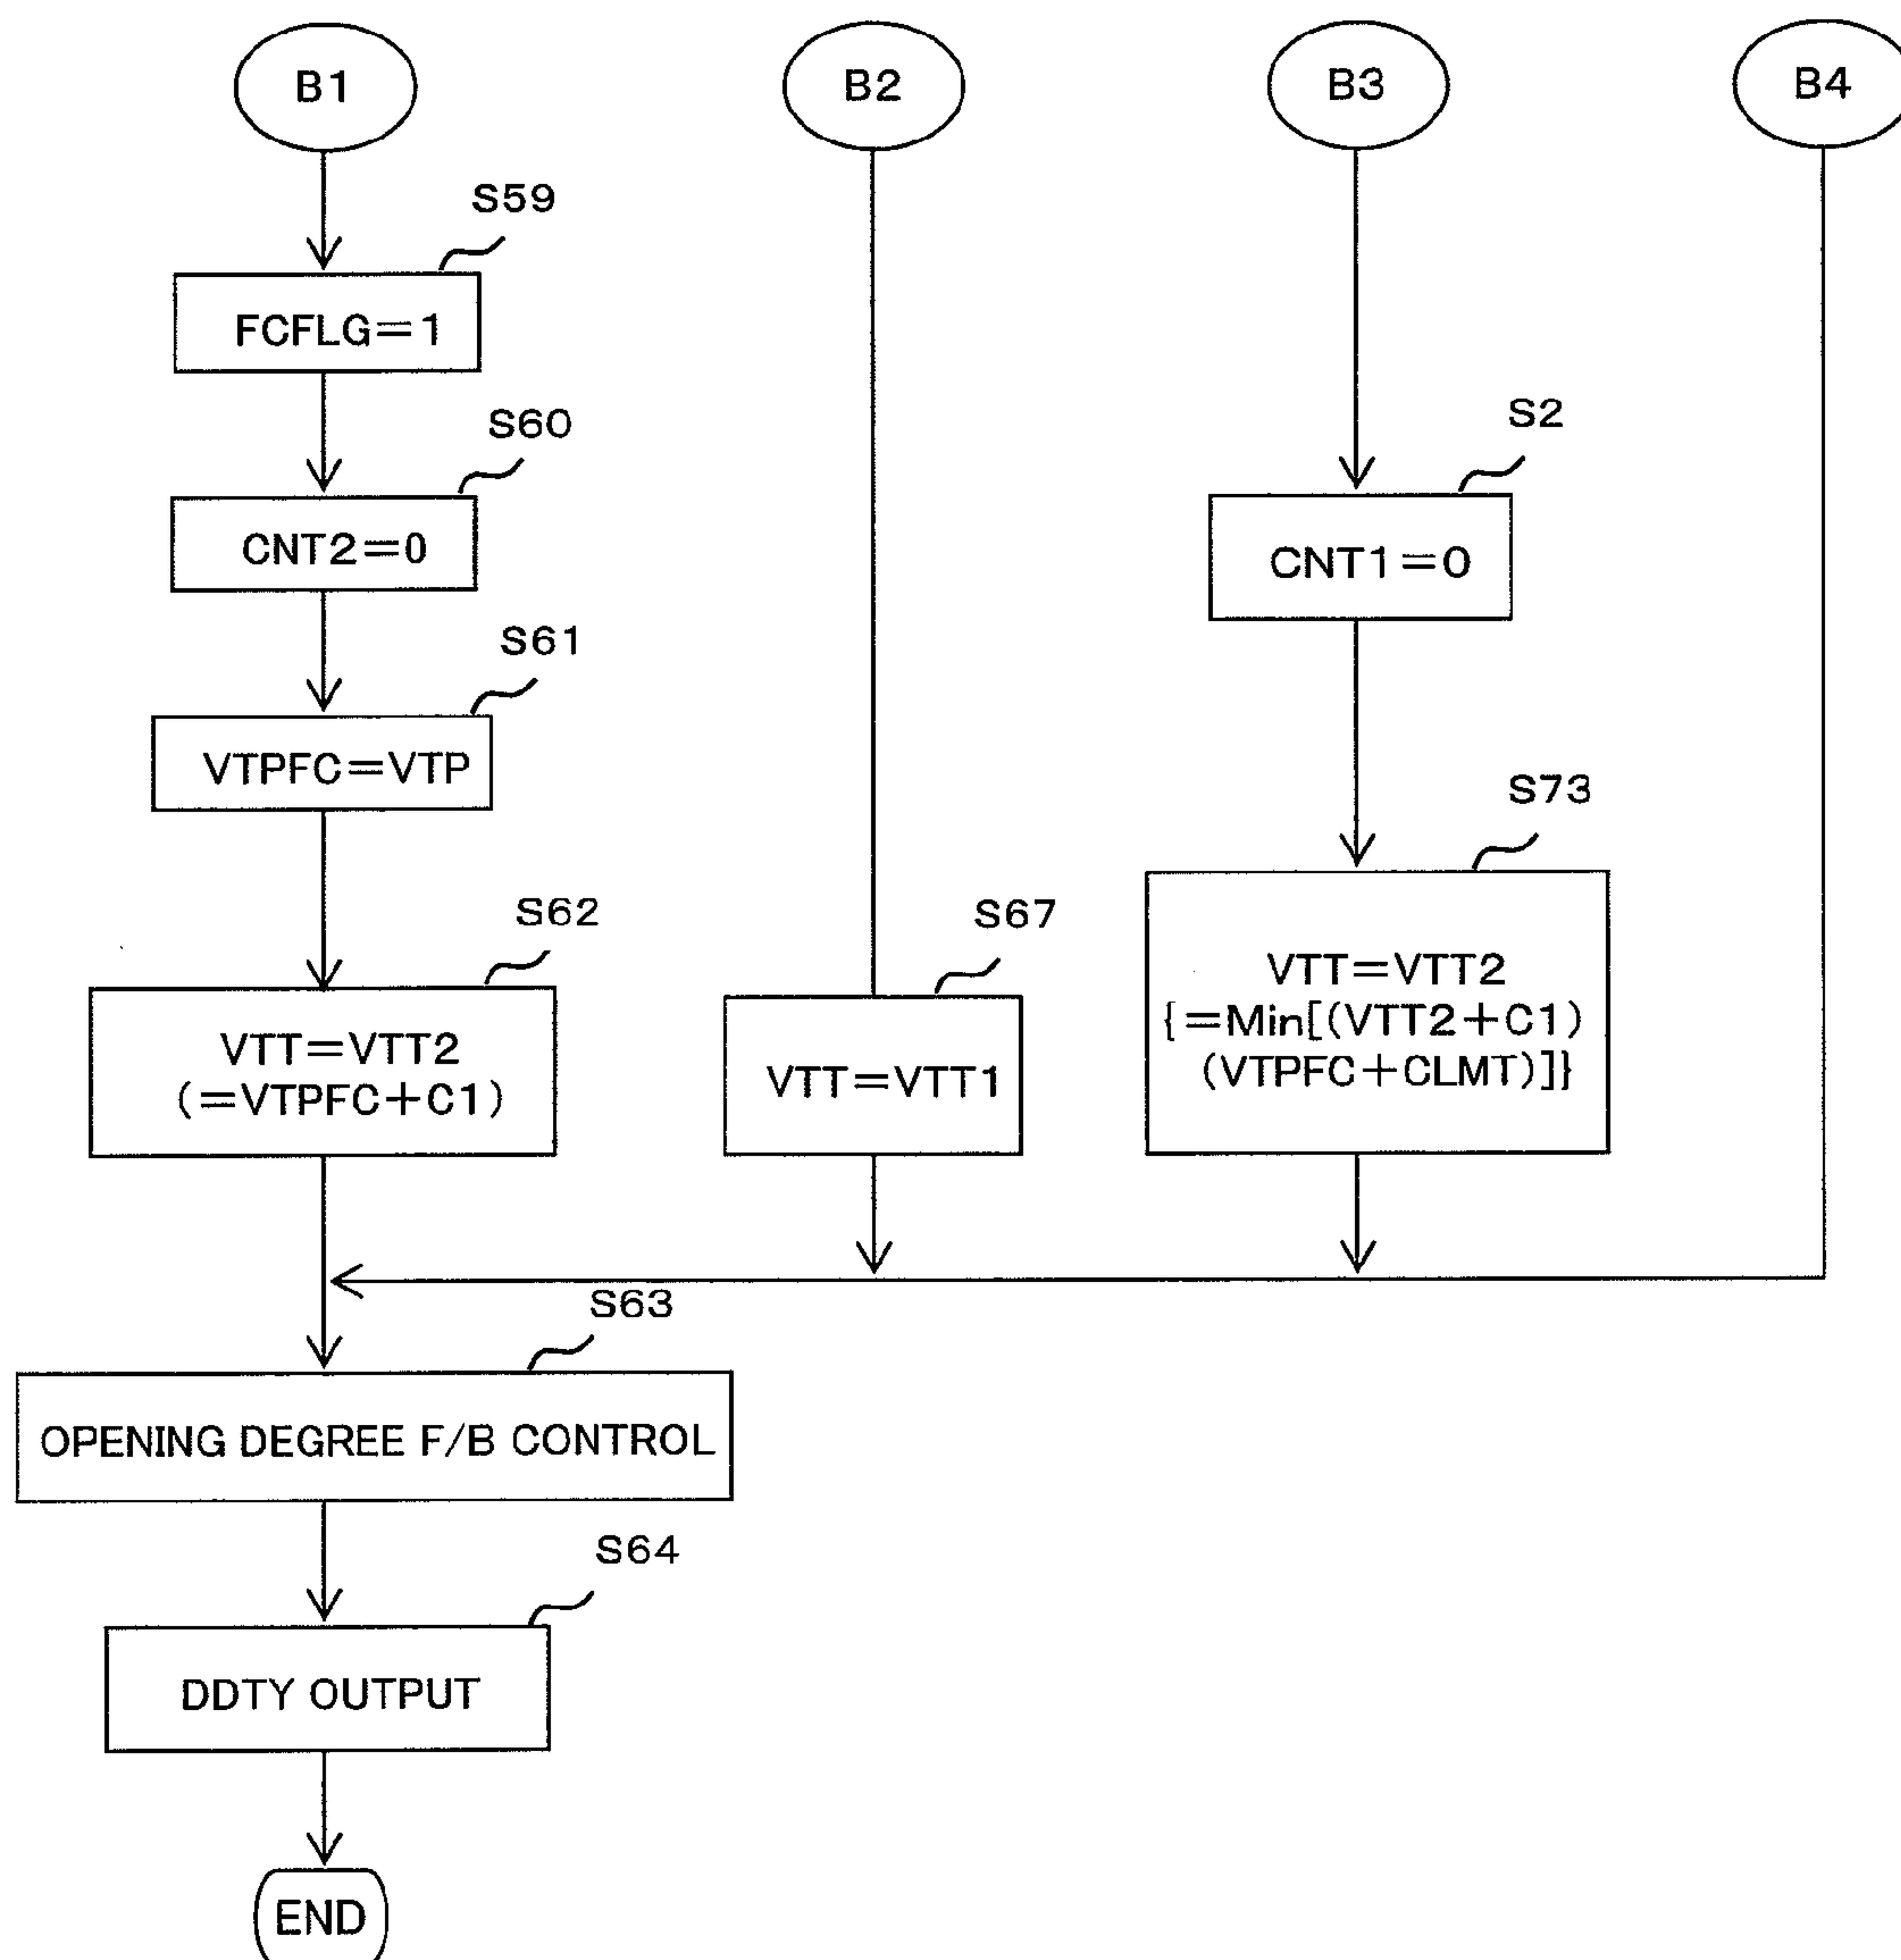 B1
B2
B3
B4
S59
FCFLG=1
S60
CNT2=0
S2
CNT1=0
S61
VTPFC=VTP
S73
VTT=VTT2
{=Min[(VTT2+C1)
(VTPFC+CLMT)]}
S62
VTT=VTT2
(=VTPFC+C1)
S67
VTT=VTT1
S63
OPENING DEGREE F/B CONTROL
S64
DDTY OUTPUT
END